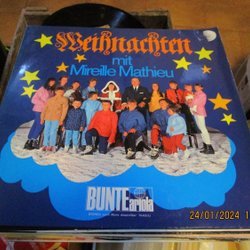 Weihnachten
mit
Mireille Mathieu
BUNTE
ariola
24/01/2024